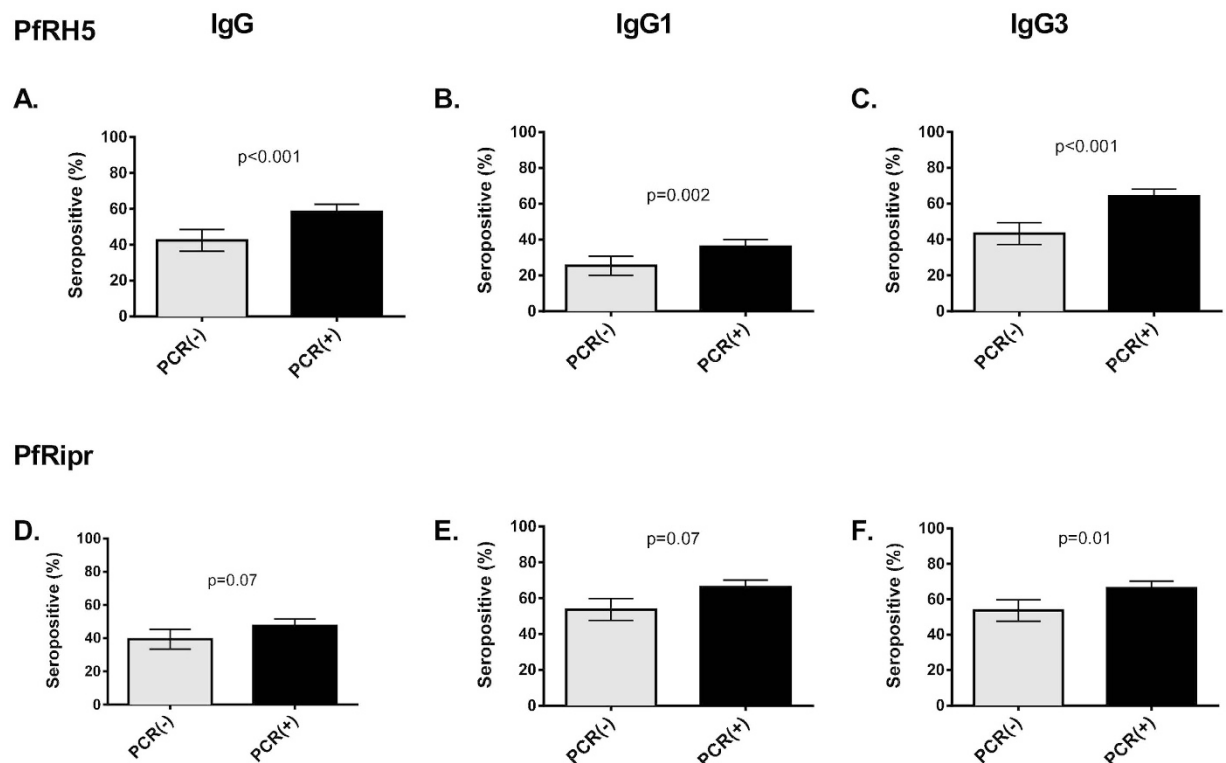 PfRH5
IgG
IgG1
IgG3
A.
Seropositive (%)
100
80
60
40
20
0
p<0.001
PCR(-)
PCR(+)
B.
Seropositive (%)
100
80
60
40
20
0
p=0.002
PCR(-)
PCR(+)
C.
Seropositive (%)
100
80
60
40
20
0
p<0.001
PCR(-)
PCR(+)
PfRipr
D.
Seropositive (%)
100
80
60
40
20
0
p=0.07
PCR(-)
PCR(+)
E.
Seropositive (%)
100
80
60
40
20
0
p=0.07
PCR(-)
PCR(+)
F.
Seropositive (%)
100
80
60
40
20
0
p=0.01
PCR(-)
PCR(+)